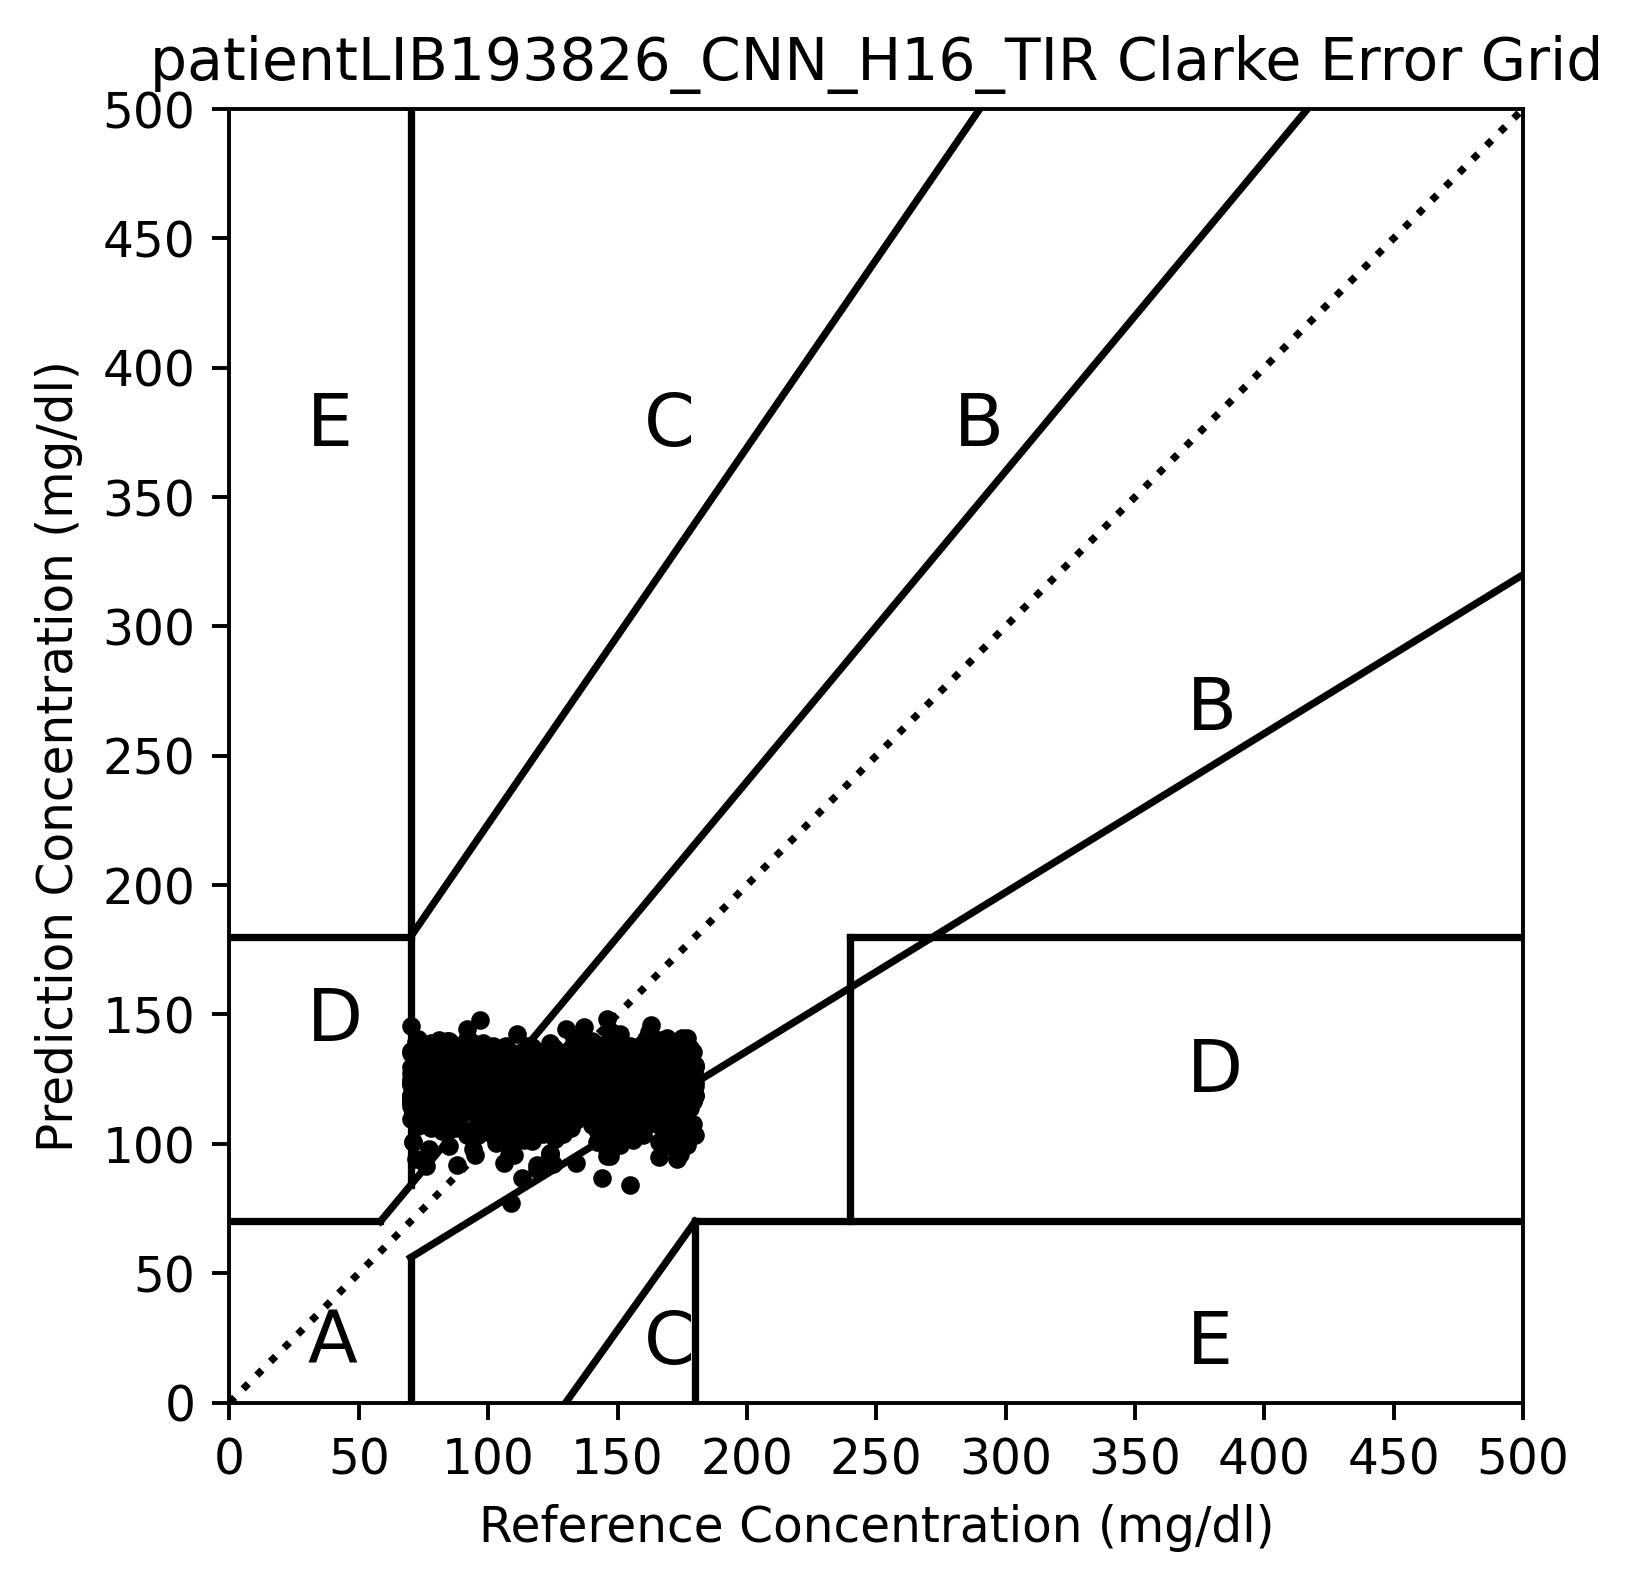 patientLIB193826_CNN_H16_TIR Clarke Error Grid
500
450
400
350
300
250
200
150
100
50
0
Prediction Concentration (mg/dl)
E
C
B
B
D
D
A
C
E
0 50 100 150 200 250 300 350 400 450 500
Reference Concentration (mg/dl)